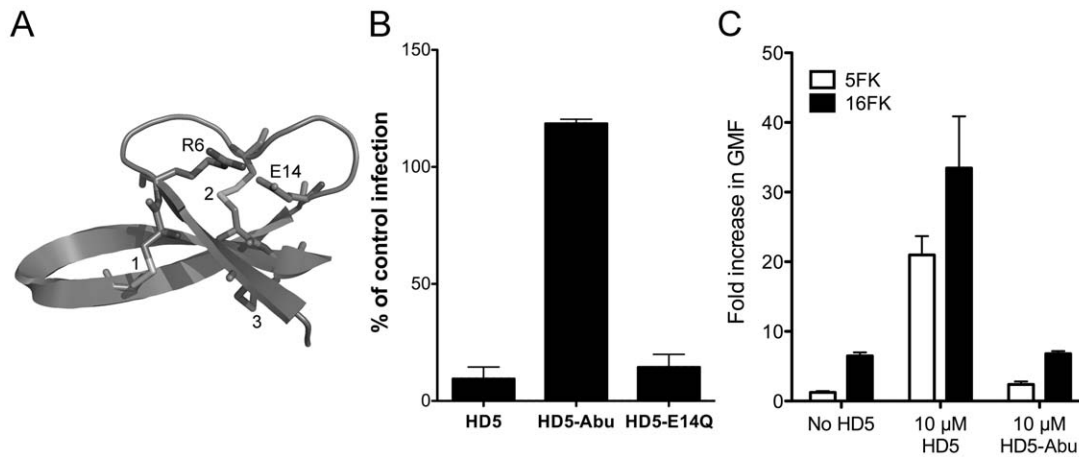 A
R6
E14
2
1
3
B
% of control infection
150
100
50
0
HD5
HD5-Abu
HD5-E14Q
C
Fold increase in GMF
50
40
30
20
10
0
5FK
16FK
No HD5
10 µM
HD5
10 µM
HD5-Abu